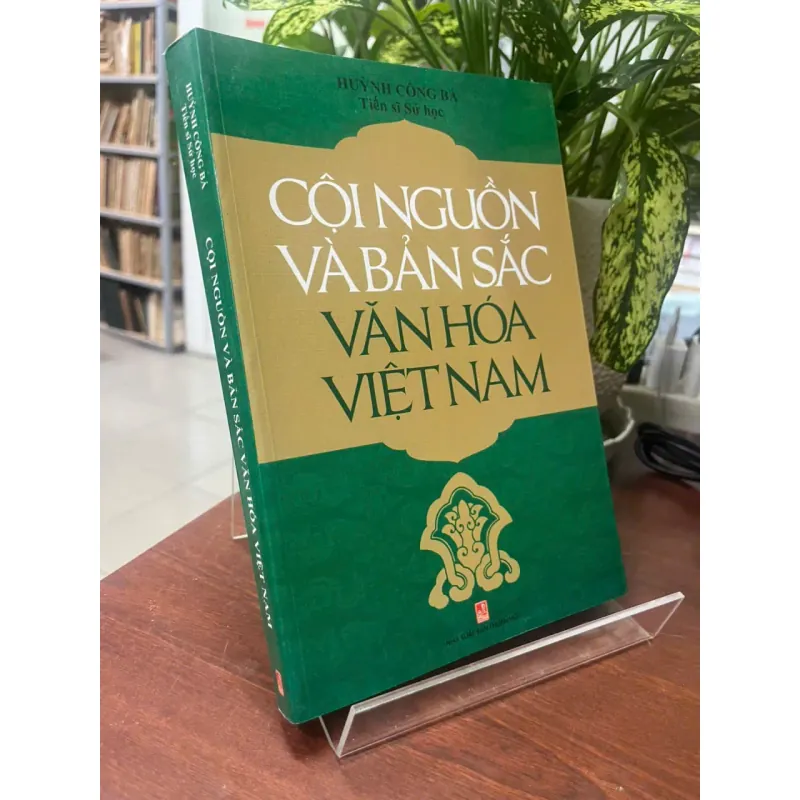 HUỲNH CÔNG BÁ
Tiến sĩ Sử học
CỘI NGUỒN VÀ BẢN SẮC VĂN HÓA VIỆT NAM
HUỲNH CÔNG BÁ
Tiến sĩ Sử học
CỘI NGUỒN
VÀ BẢN SẮC
VĂN HÓA
VIỆT NAM